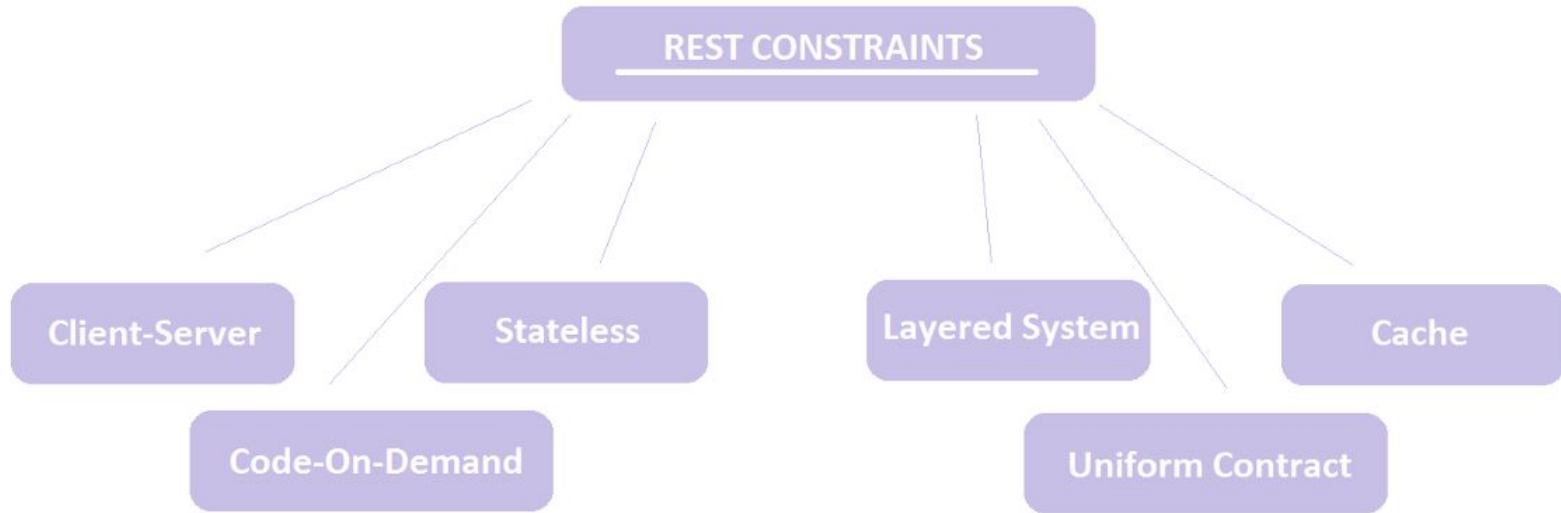 REST CONSTRAINTS
Client-Server
Stateless
Layered System
Cache
Code-On-Demand
Uniform Contract